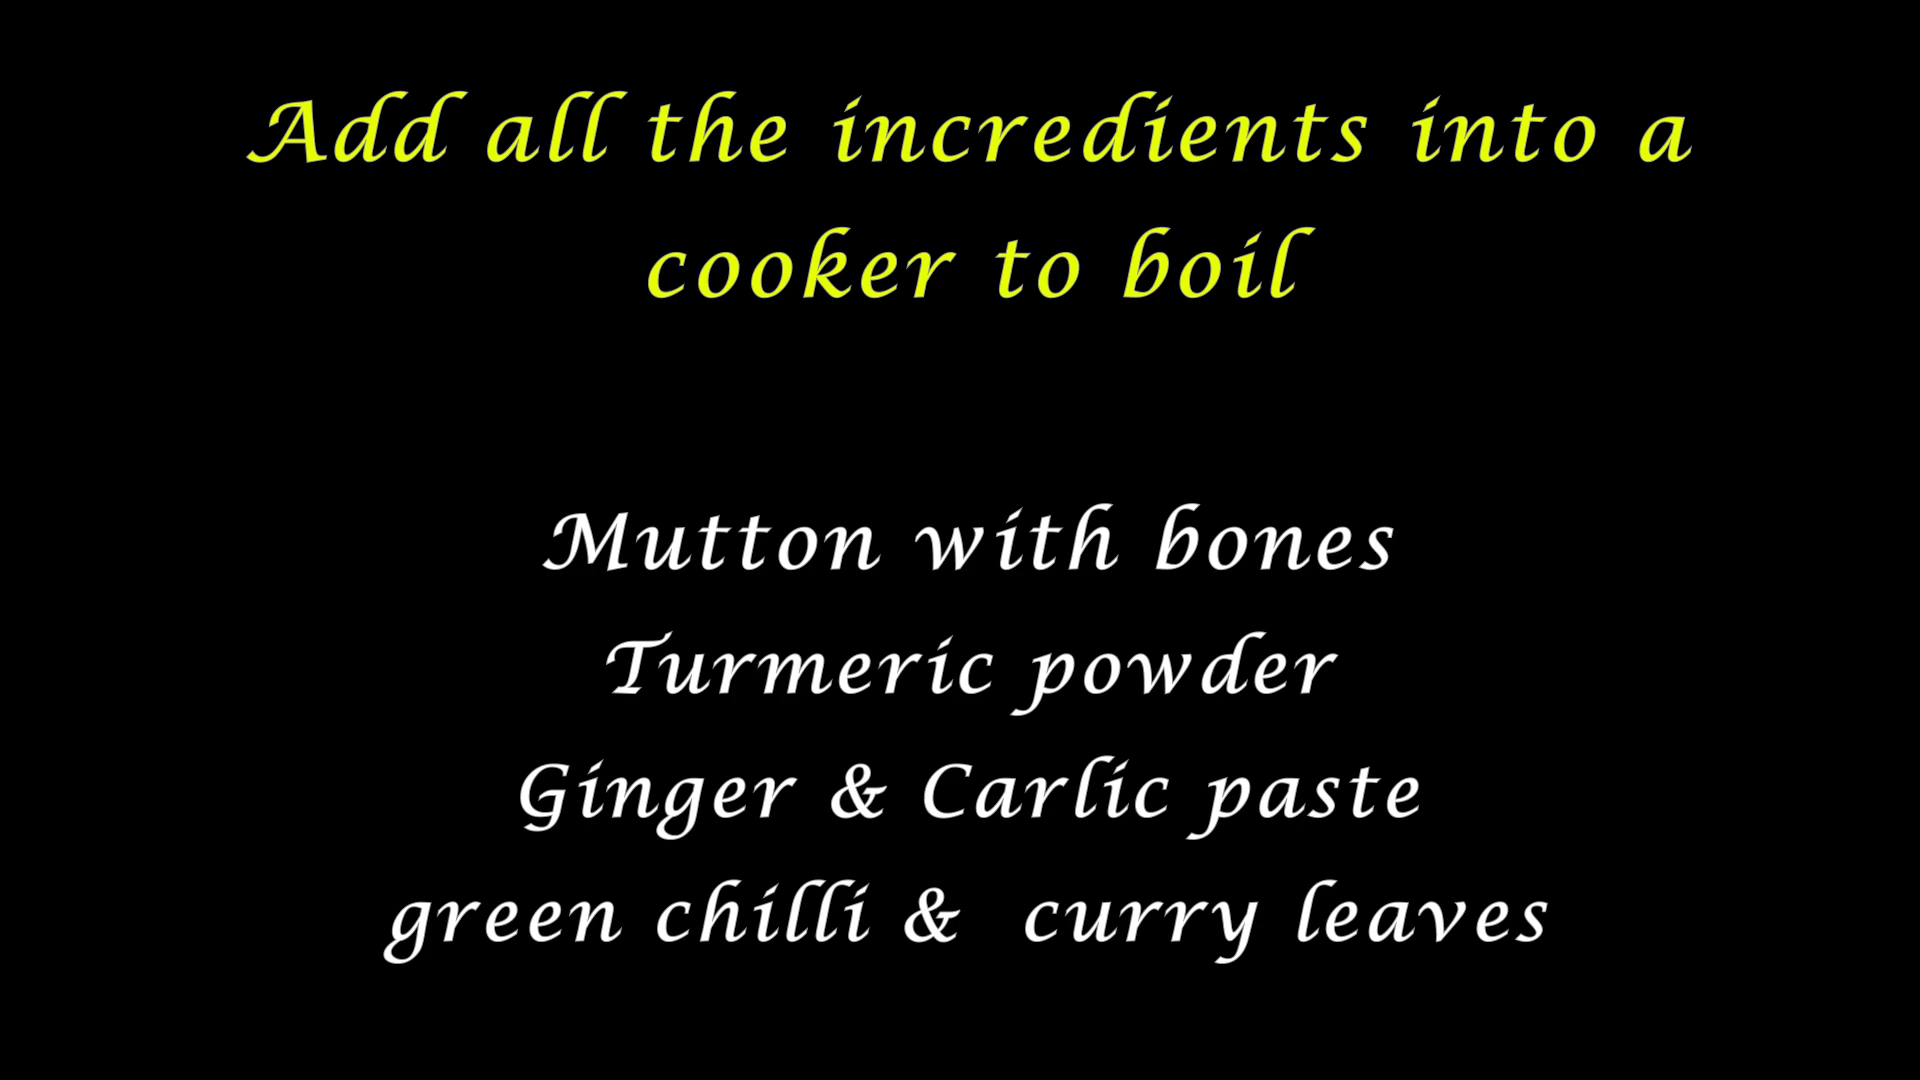 Add all the incredients into a
cooker to boil
Mutton with bones
Turmeric powder
Ginger & Carlic paste
green chilli & curry leaves